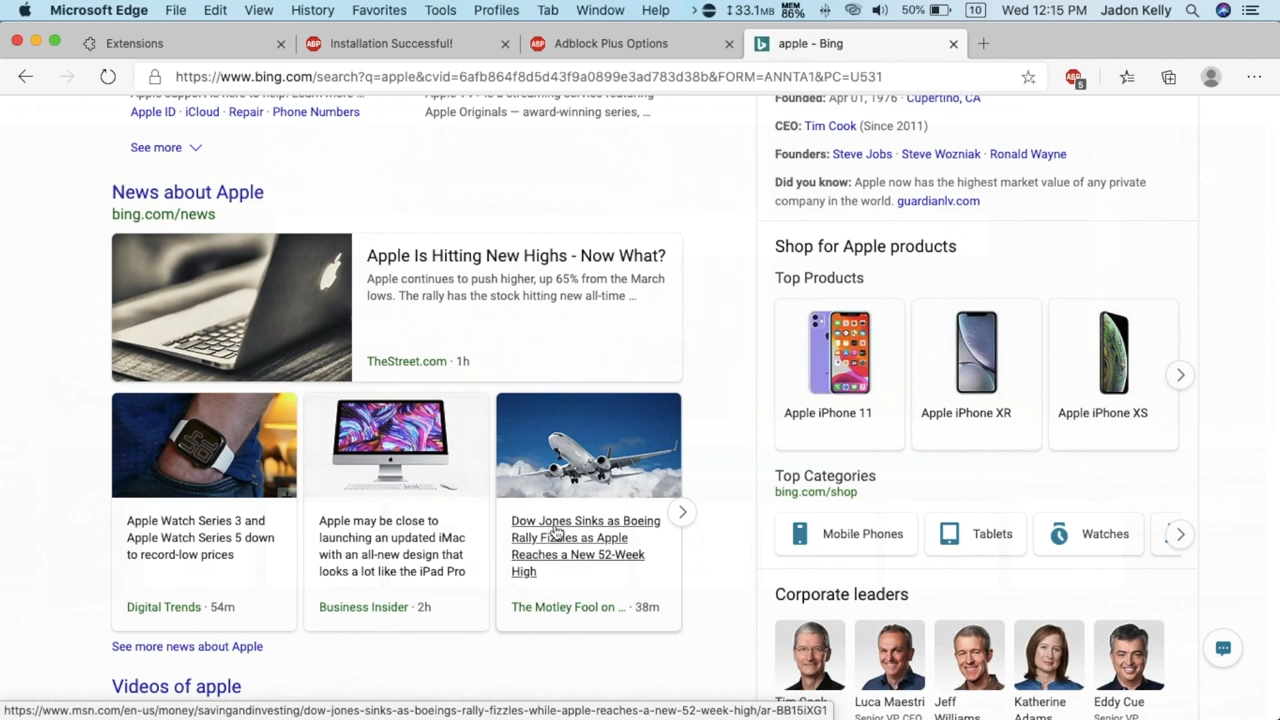 Microsoft Edge File Edit View History Favorites Tools Profiles Tab Window Help 33.1MB MEM 86% 50% 10 Wed 12:15 PM Jadon Kelly
Extensions
Installation Successful!
Adblock Plus Options
apple - Bing
https://www.bing.com/search?q=apple&cvid=6afb864f8d5d43f9a0899e3ad783d38b&FORM=ANNTA1&PC=U531
ABP 5
Apple ID · iCloud · Repair · Phone Numbers
Apple Originals — award-winning series, ...
See more
News about Apple
bing.com/news
Apple Is Hitting New Highs - Now What?
Apple continues to push higher, up 65% from the March
lows. The rally has the stock hitting new all-time ...
TheStreet.com · 1h
Apple Watch Series 3 and
Apple Watch Series 5 down
to record-low prices
Digital Trends · 54m
Apple may be close to
launching an updated iMac
with an all-new design that
looks a lot like the iPad Pro
Business Insider · 2h
Dow Jones Sinks as Boeing
Rally Fizzles as Apple
Reaches a New 52-Week
High
The Motley Fool on ... · 38m
See more news about Apple
Videos of apple
Founded: Apr 01, 1976 · Cupertino, CA
CEO: Tim Cook (Since 2011)
Founders: Steve Jobs · Steve Wozniak · Ronald Wayne
Did you know: Apple now has the highest market value of any private
company in the world. guardianlv.com
Shop for Apple products
Top Products
Apple iPhone 11
Apple iPhone XR
Apple iPhone XS
Top Categories
bing.com/shop
Mobile Phones
Tablets
Watches
Corporate leaders
Tim Cook
Luca Maestri
Senior VP, CFO
Jeff
Williams
Katherine
Adams
Eddy Cue
Senior VP
https://www.msn.com/en-us/money/savingandinvesting/dow-jones-sinks-as-boeings-rally-fizzles-while-apple-reaches-a-new-52-week-high/ar-BB15iXG1